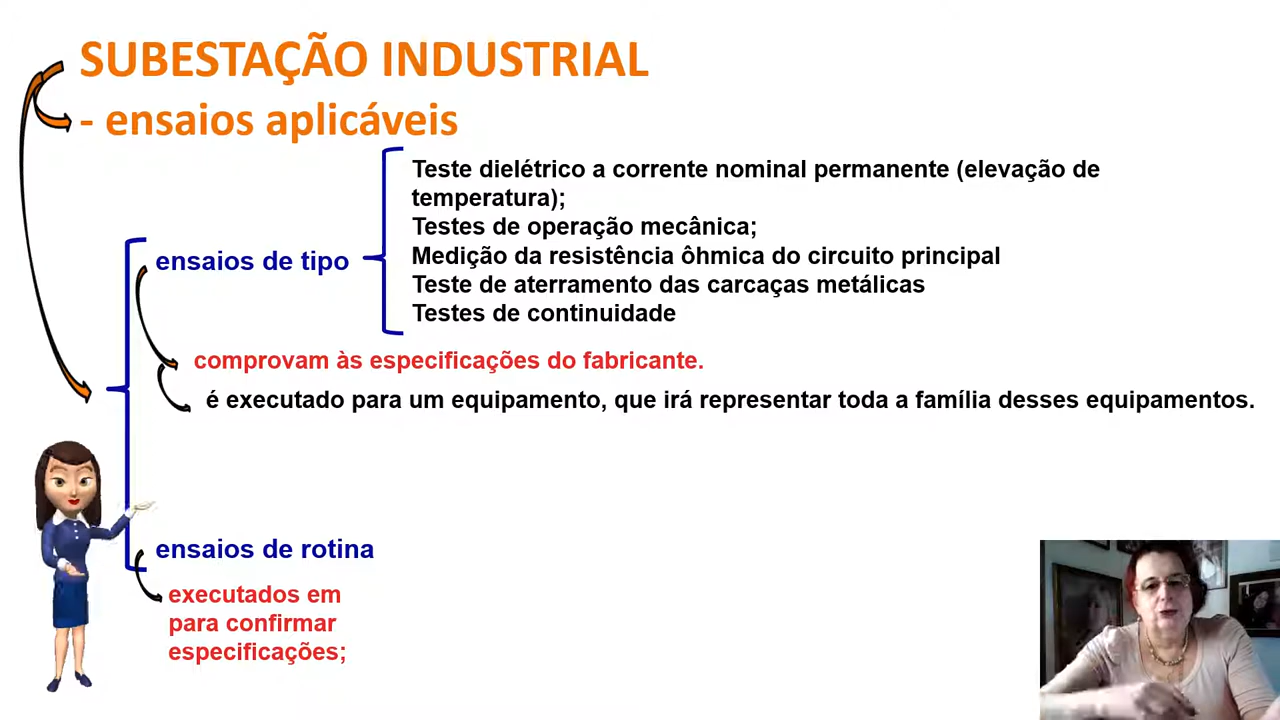 SUBESTAÇÃO INDUSTRIAL
- ensaios aplicáveis
Teste dielétrico a corrente nominal permanente (elevação de
temperatura);
Testes de operação mecânica;
ensaios de tipo
Medição da resistência ôhmica do circuito principal
Teste de aterramento das carcaças metálicas
Testes de continuidade
comprovam às especificações do fabricante.
é executado para um equipamento, que irá representar toda a família desses equipamentos.
ensaios de rotina
executados em
para confirmar
especificações;